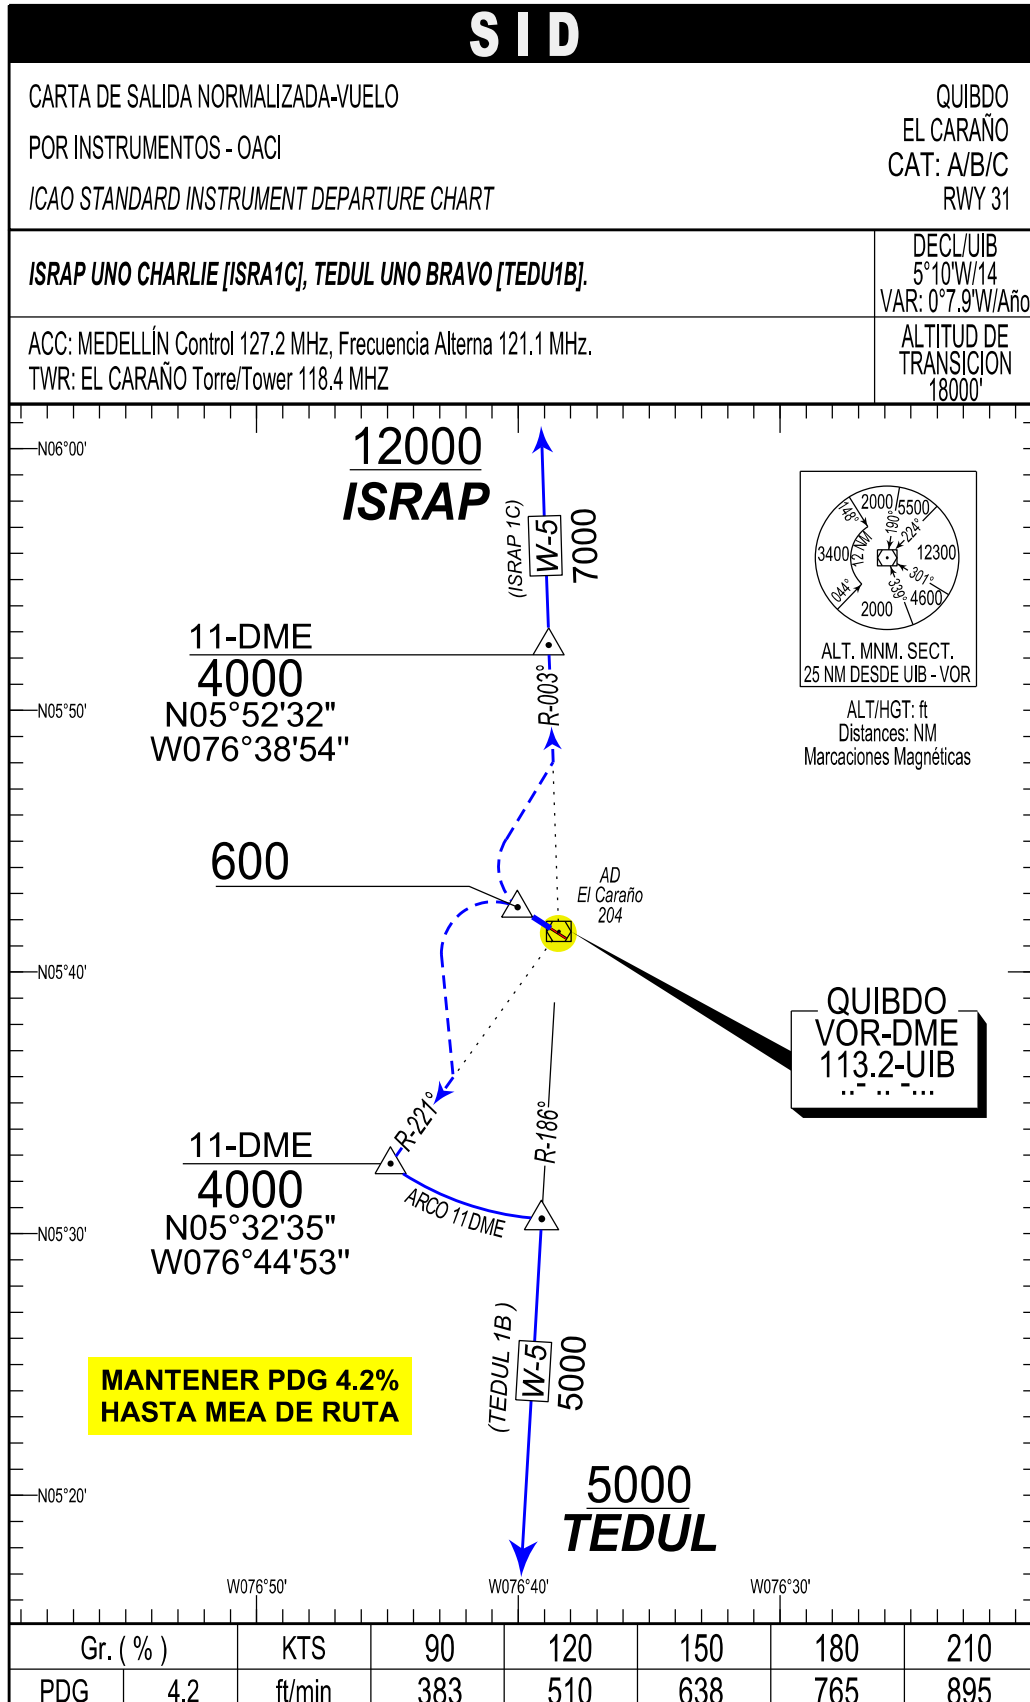 SID
CARTA DE SALIDA NORMALIZADA-VUELO
POR INSTRUMENTOS - OACI
ICAO STANDARD INSTRUMENT DEPARTURE CHART
QUIBDO
EL CARAÑO
CAT: A/B/C
RWY 31
ISRAP UNO CHARLIE [ISRA1C], TEDUL UNO BRAVO [TEDU1B].
DECL/UIB
5°10'W/14
VAR: 0°7.9'W/Año
ACC: MEDELLÍN Control 127.2 MHz, Frecuencia Alterna 121.1 MHz.
TWR: EL CARAÑO Torre/Tower 118.4 MHZ
ALTITUD DE
TRANSICION
18000'
N06°00'
12000
ISRAP
(ISRAP 1C)
W-5
7000
148°
2000
5500
190°
224°
3400
12 NM
12300
044°
339°
301°
2000
4600
ALT. MNM. SECT.
25 NM DESDE UIB - VOR
ALT/HGT: ft
Distances: NM
Marcaciones Magnéticas
11-DME
4000
N05°52'32"
W076°38'54"
R-003°
N05°50'
600
AD
El Caraño
204
N05°40'
QUIBDO
VOR-DME
113.2-UIB
..- .. -...
R-221°
R-186°
11-DME
4000
N05°32'35"
W076°44'53"
ARCO 11 DME
N05°30'
(TEDUL 1B )
W-5
5000
MANTENER PDG 4.2%
HASTA MEA DE RUTA
5000
TEDUL
N05°20'
W076°50'
W076°40'
W076°30'
Gr. ( % ) KTS 90 120 150 180 210
PDG 4.2 ft/min 383 510 638 765 895